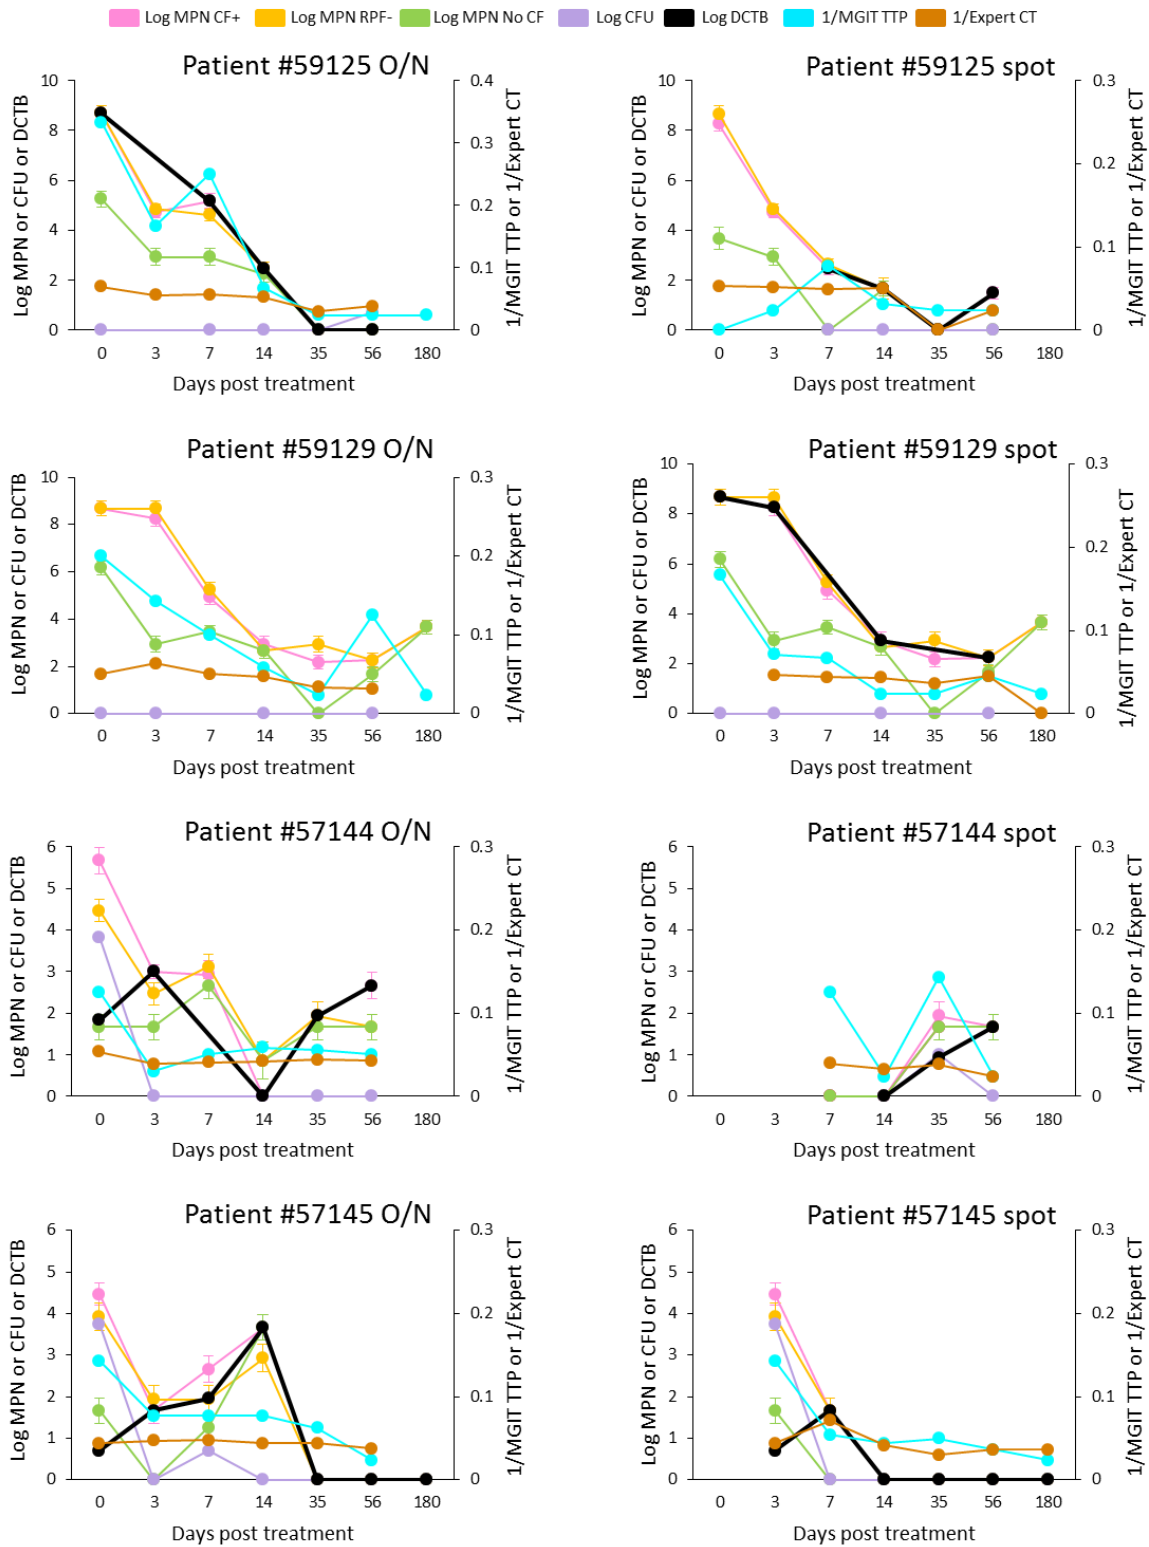 Log MPN CF+ Log MPN RPF- Log MPN No CF Log CFU Log DCTB 1/MGIT TTP 1/Expert CT
Patient #59125 O/N
Log MPN or CFU or DCTB
10
8
6
4
2
0
0.4
0.3
0.2
0.1
0
1/MGIT TTP or 1/Expert CT
0 3 7 14 35 56 180
Days post treatment
Patient #59125 spot
Log MPN or CFU or DCTB
10
8
6
4
2
0
0.3
0.2
0.1
0
1/MGIT TTP or 1/Expert CT
0 3 7 14 35 56 180
Days post treatment
Patient #59129 O/N
Log MPN or CFU or DCTB
10
8
6
4
2
0
0.3
0.2
0.1
0
1/MGIT TTP or 1/Expert CT
0 3 7 14 35 56 180
Days post treatment
Patient #59129 spot
Log MPN or CFU or DCTB
10
8
6
4
2
0
0.3
0.2
0.1
0
1/MGIT TTP or 1/Expert CT
0 3 7 14 35 56 180
Days post treatment
Patient #57144 O/N
Log MPN or CFU or DCTB
6
5
4
3
2
1
0
0.3
0.2
0.1
0
1/MGIT TTP or 1/Expert CT
0 3 7 14 35 56 180
Days post treatment
Patient #57144 spot
Log MPN or CFU or DCTB
6
5
4
3
2
1
0
0.3
0.2
0.1
0
1/MGIT TTP or 1/Expert CT
0 3 7 14 35 56 180
Days post treatment
Patient #57145 O/N
Log MPN or CFU or DCTB
6
5
4
3
2
1
0
0.3
0.2
0.1
0
1/MGIT TTP or 1/Expert CT
0 3 7 14 35 56 180
Days post treatment
Patient #57145 spot
Log MPN or CFU or DCTB
6
5
4
3
2
1
0
0.3
0.2
0.1
0
1/MGIT TTP or 1/Expert CT
0 3 7 14 35 56 180
Days post treatment